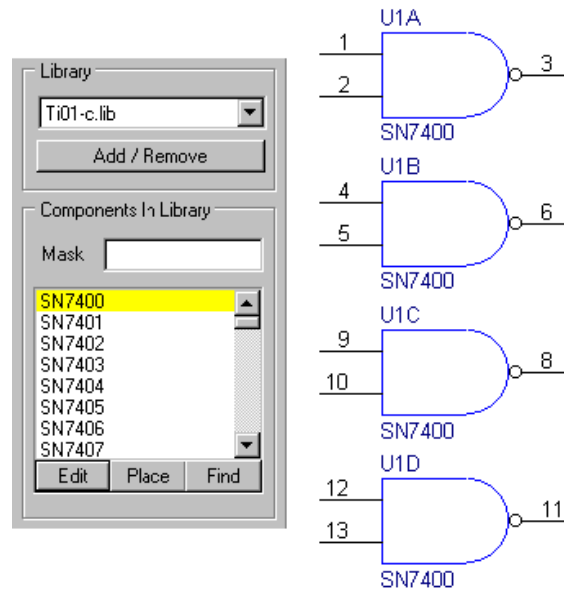 Library
Ti01-c.lib
Add / Remove
Components In Library
Mask
SN7400
SN7401
SN7402
SN7403
SN7404
SN7405
SN7406
SN7407
Edit Place Find
U1A
1
2
3
SN7400
U1B
4
5
6
SN7400
U1C
9
10
8
SN7400
U1D
12
13
11
SN7400